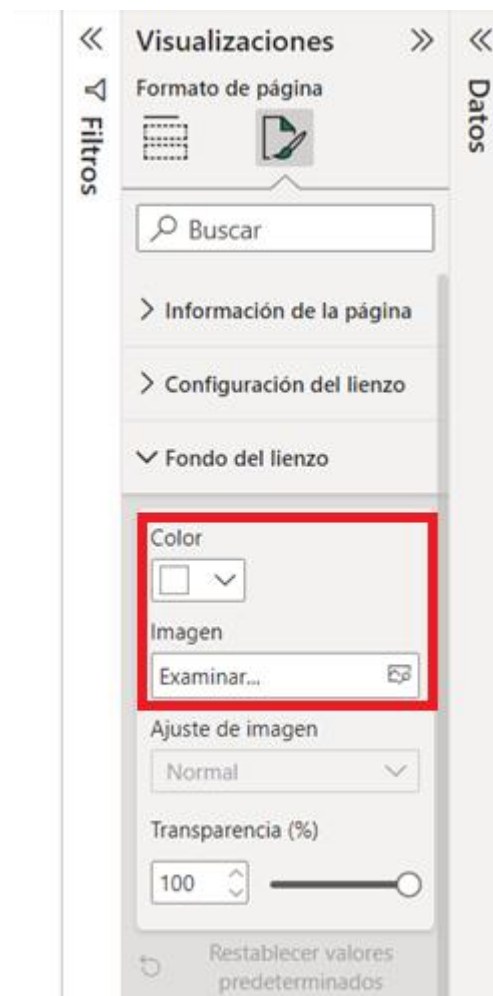 Visualizaciones
Formato de página
Filtros
Datos
Buscar
Información de la página
Configuración del lienzo
Fondo del lienzo
Color
Imagen
Examinar...
Ajuste de imagen
Normal
Transparencia (%)
100
Restablecer valores
predeterminados